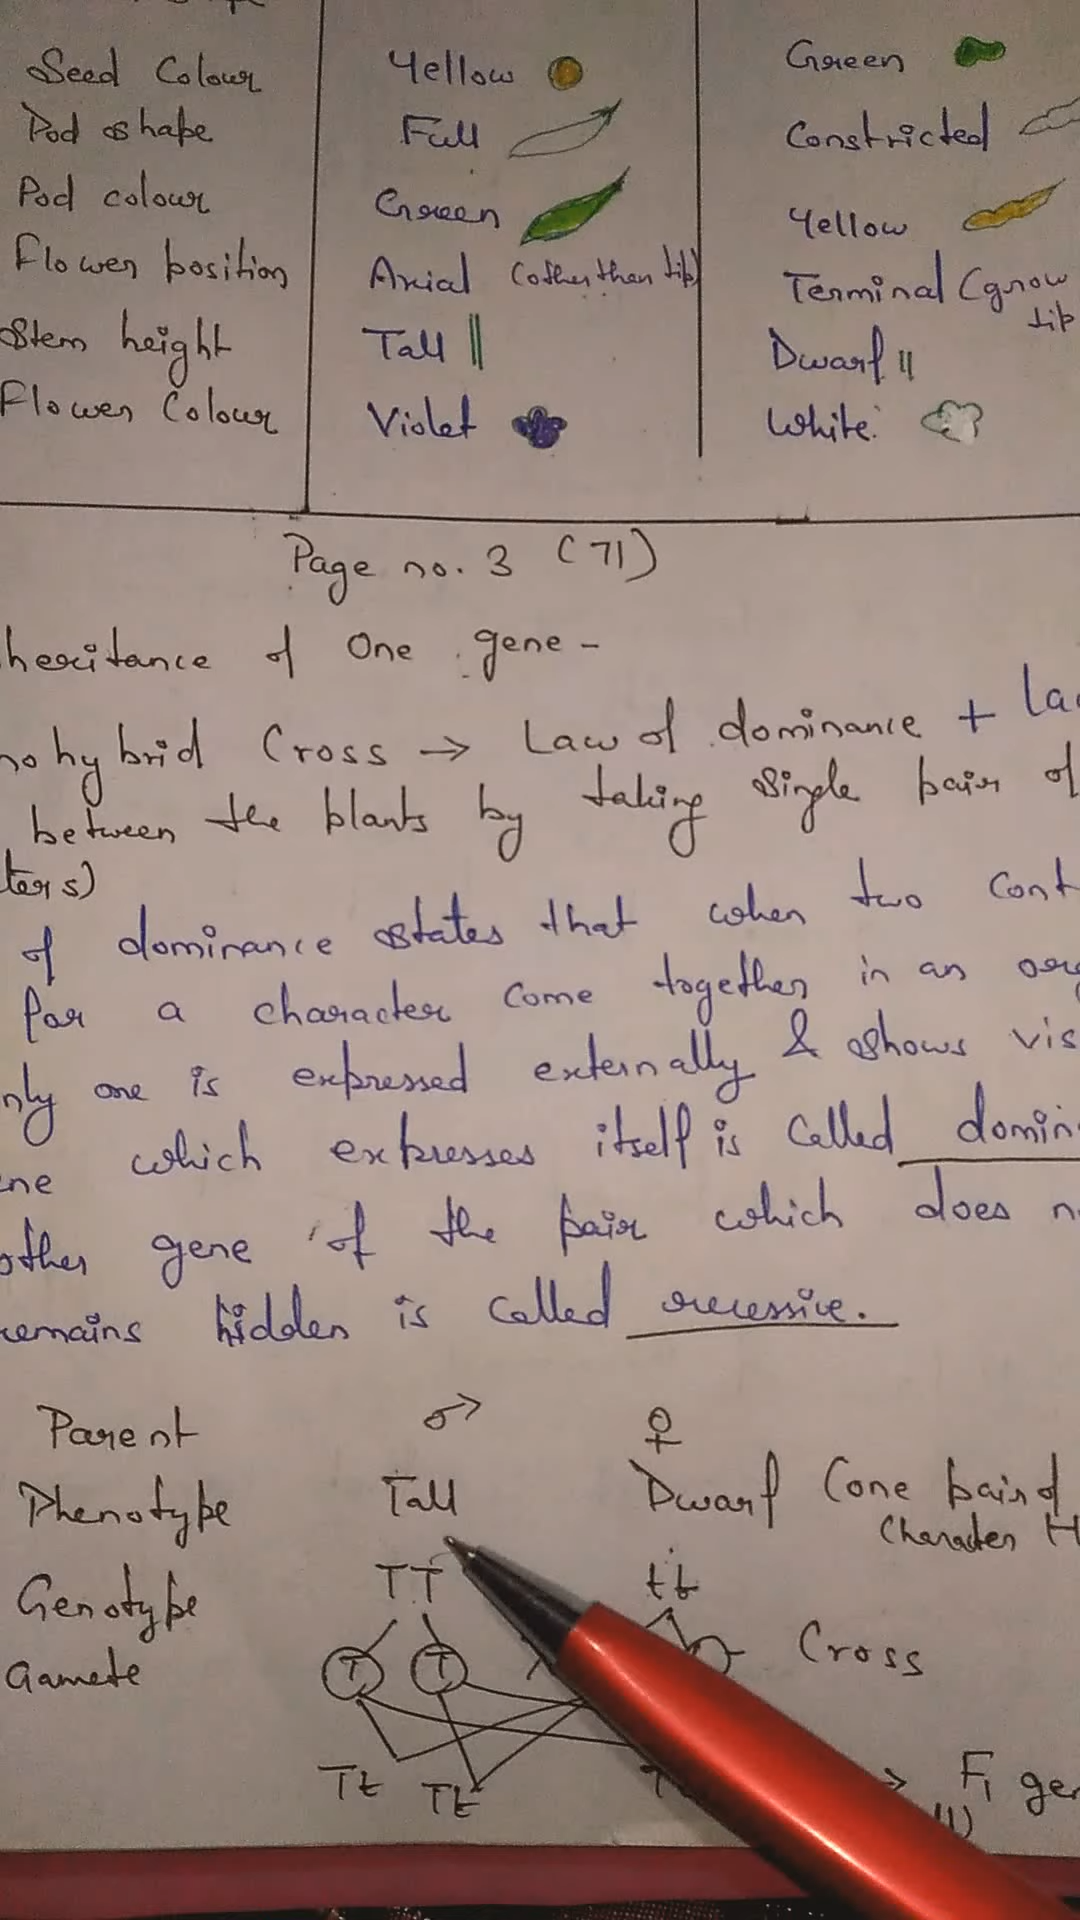 Seed Colour Yellow Green
Pod shape Full Constricted
Pod colour Green Yellow
Flower position Axial (other than tip) Terminal (grow
tip
Stem height Tall Dwarf
Flower Colour Violet White
Page no. 3 (71)
heritance of One gene -
nohybrid Cross → Law of dominance + La
between the plants by taking single pair of
ters)
of dominance states that when two cont
for a character come together in an org
nly one is expressed externally & shows vis
ne which expresses itself is called domin
other gene of the pair which does n
remains hidden is called recessive.
Parent ♂ ♀
Phenotype Tall Dwarf (one pair of
Character H
Genotype TT tt
Gamete T T Cross
Tt Tt T → F1 gen
(1)